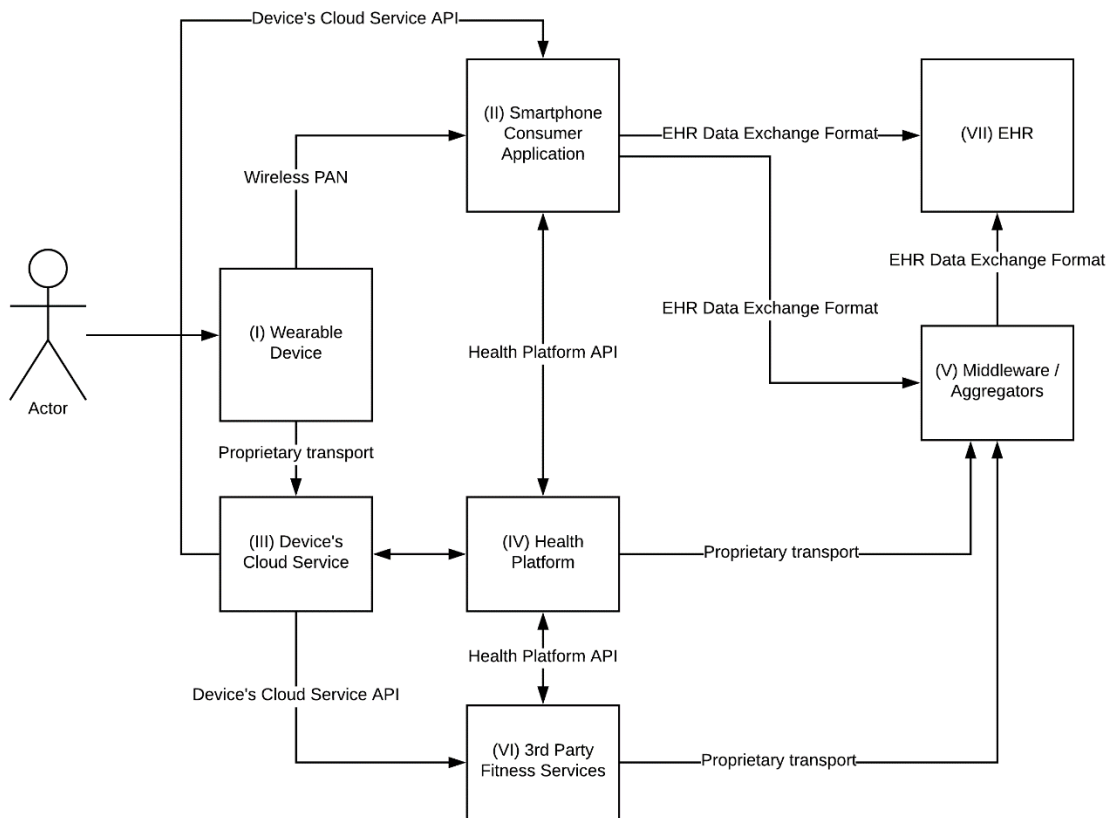 Device's Cloud Service API
(II) Smartphone
Consumer
Application
EHR Data Exchange Format
(VII) EHR
Wireless PAN
EHR Data Exchange Format
(I) Wearable
Device
EHR Data Exchange Format
Health Platform API
(V) Middleware /
Aggregators
Actor
Proprietary transport
(III) Device's
Cloud Service
(IV) Health
Platform
Proprietary transport
Health Platform API
Device's Cloud Service API
(VI) 3rd Party
Fitness Services
Proprietary transport